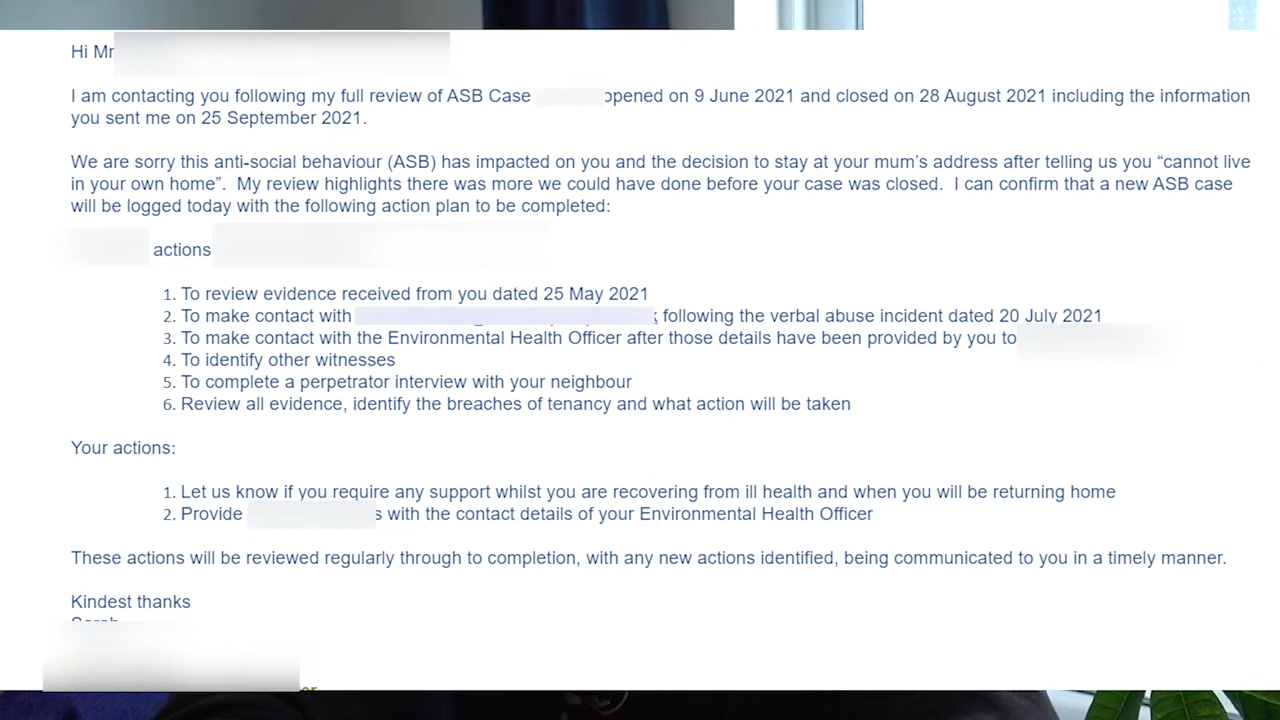 Hi Mr
I am contacting you following my full review of ASB Case opened on 9 June 2021 and closed on 28 August 2021 including the information
you sent me on 25 September 2021.
We are sorry this anti-social behaviour (ASB) has impacted on you and the decision to stay at your mum's address after telling us you “cannot live
in your own home”. My review highlights there was more we could have done before your case was closed. I can confirm that a new ASB case
will be logged today with the following action plan to be completed:
actions
1. To review evidence received from you dated 25 May 2021
2. To make contact with following the verbal abuse incident dated 20 July 2021
3. To make contact with the Environmental Health Officer after those details have been provided by you to
4. To identify other witnesses
5. To complete a perpetrator interview with your neighbour
6. Review all evidence, identify the breaches of tenancy and what action will be taken
Your actions:
1. Let us know if you require any support whilst you are recovering from ill health and when you will be returning home
2. Provide with the contact details of your Environmental Health Officer
These actions will be reviewed regularly through to completion, with any new actions identified, being communicated to you in a timely manner.
Kindest thanks